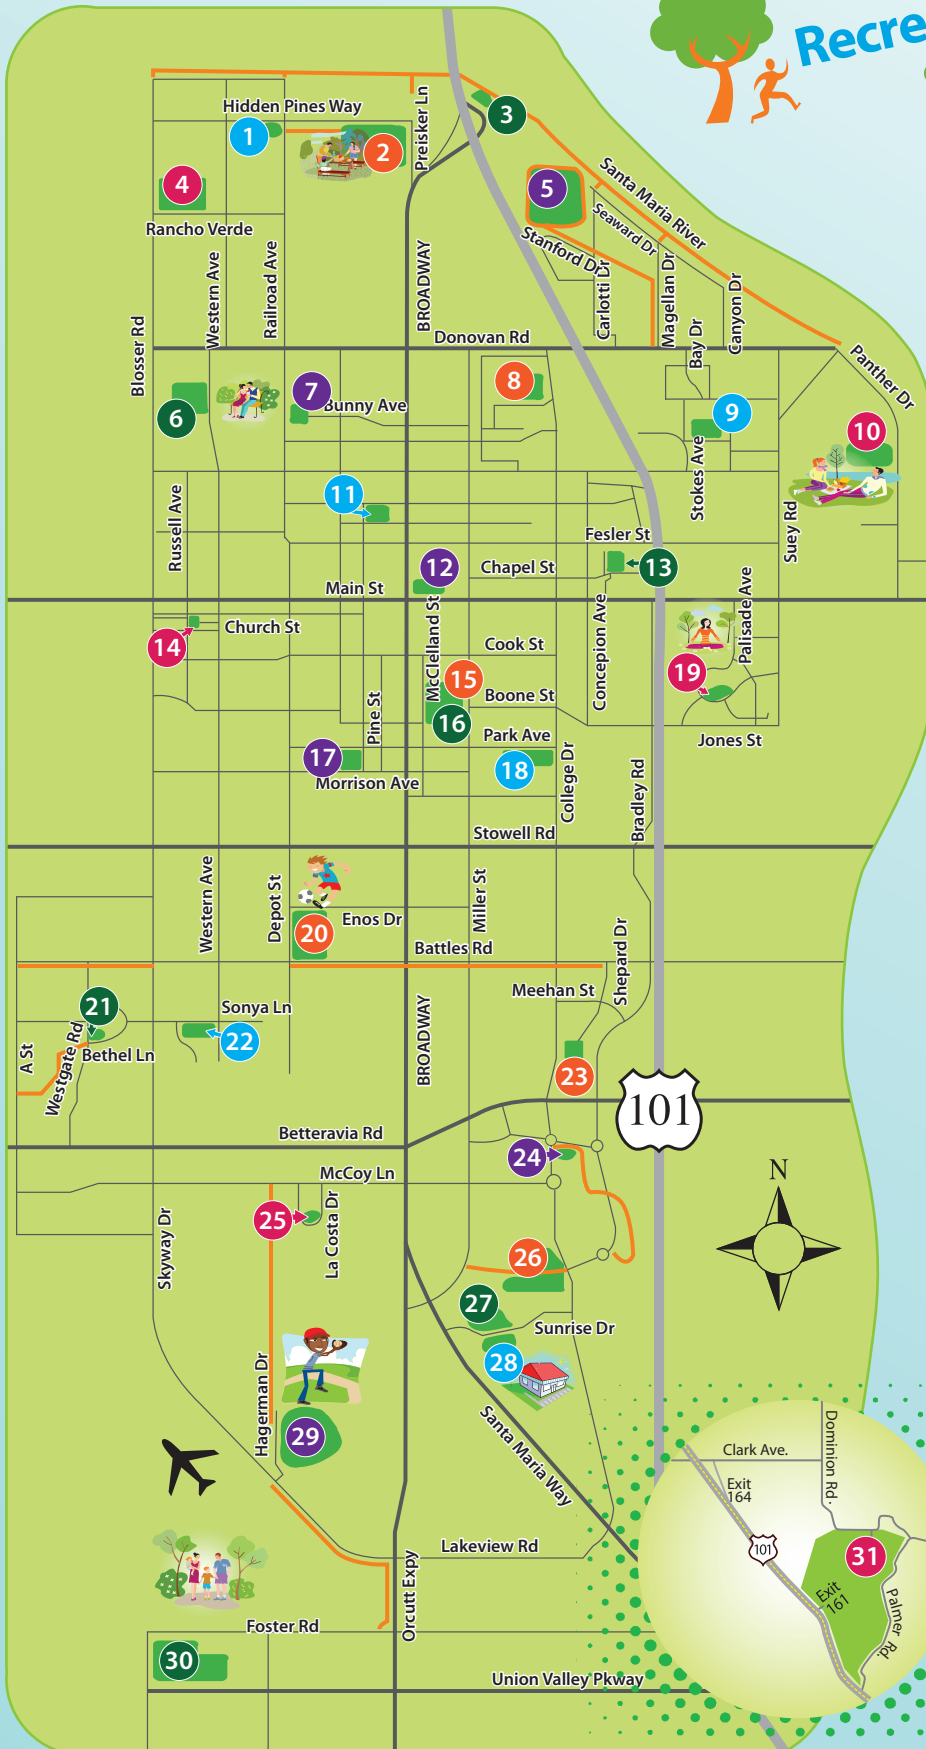 Recre
Hidden Pines Way
Preisker Ln
3
1
2
4
5
Santa Maria River
Seaward Dr
Stanford Dr
Rancho Verde
Western Ave
Railroad Ave
BROADWAY
Carlotti Dr
Magellan Dr
Canyon Dr
Bay Dr
Blosser Rd
Donovan Rd
Panther Dr
7
8
6
Bunny Ave
9
10
Stokes Ave
11
Russell Ave
Suey Rd
Fesler St
12
Chapel St
13
Main St
Church St
McClelland St
Concepcion Ave
Palisade Ave
14
Cook St
15
19
Boone St
Pine St
16
Park Ave
Jones St
17
18
College Dr
Morrison Ave
Bradley Rd
Stowell Rd
Western Ave
Depot St
Miller St
Enos Dr
20
Battles Rd
Shepard Dr
Meehan St
21
Sonya Ln
22
A St
Westgate Rd
Bethel Ln
BROADWAY
23
101
Betteravia Rd
24
N
McCoy Ln
25
La Costa Dr
Skyway Dr
26
27
Sunrise Dr
28
Hagerman Dr
29
Santa Maria Way
Clark Ave.
Dominion Rd.
Exit
164
101
31
Exit
161
Palmer Rd.
Lakeview Rd
Orcutt Expy
Foster Rd
30
Union Valley Pkway